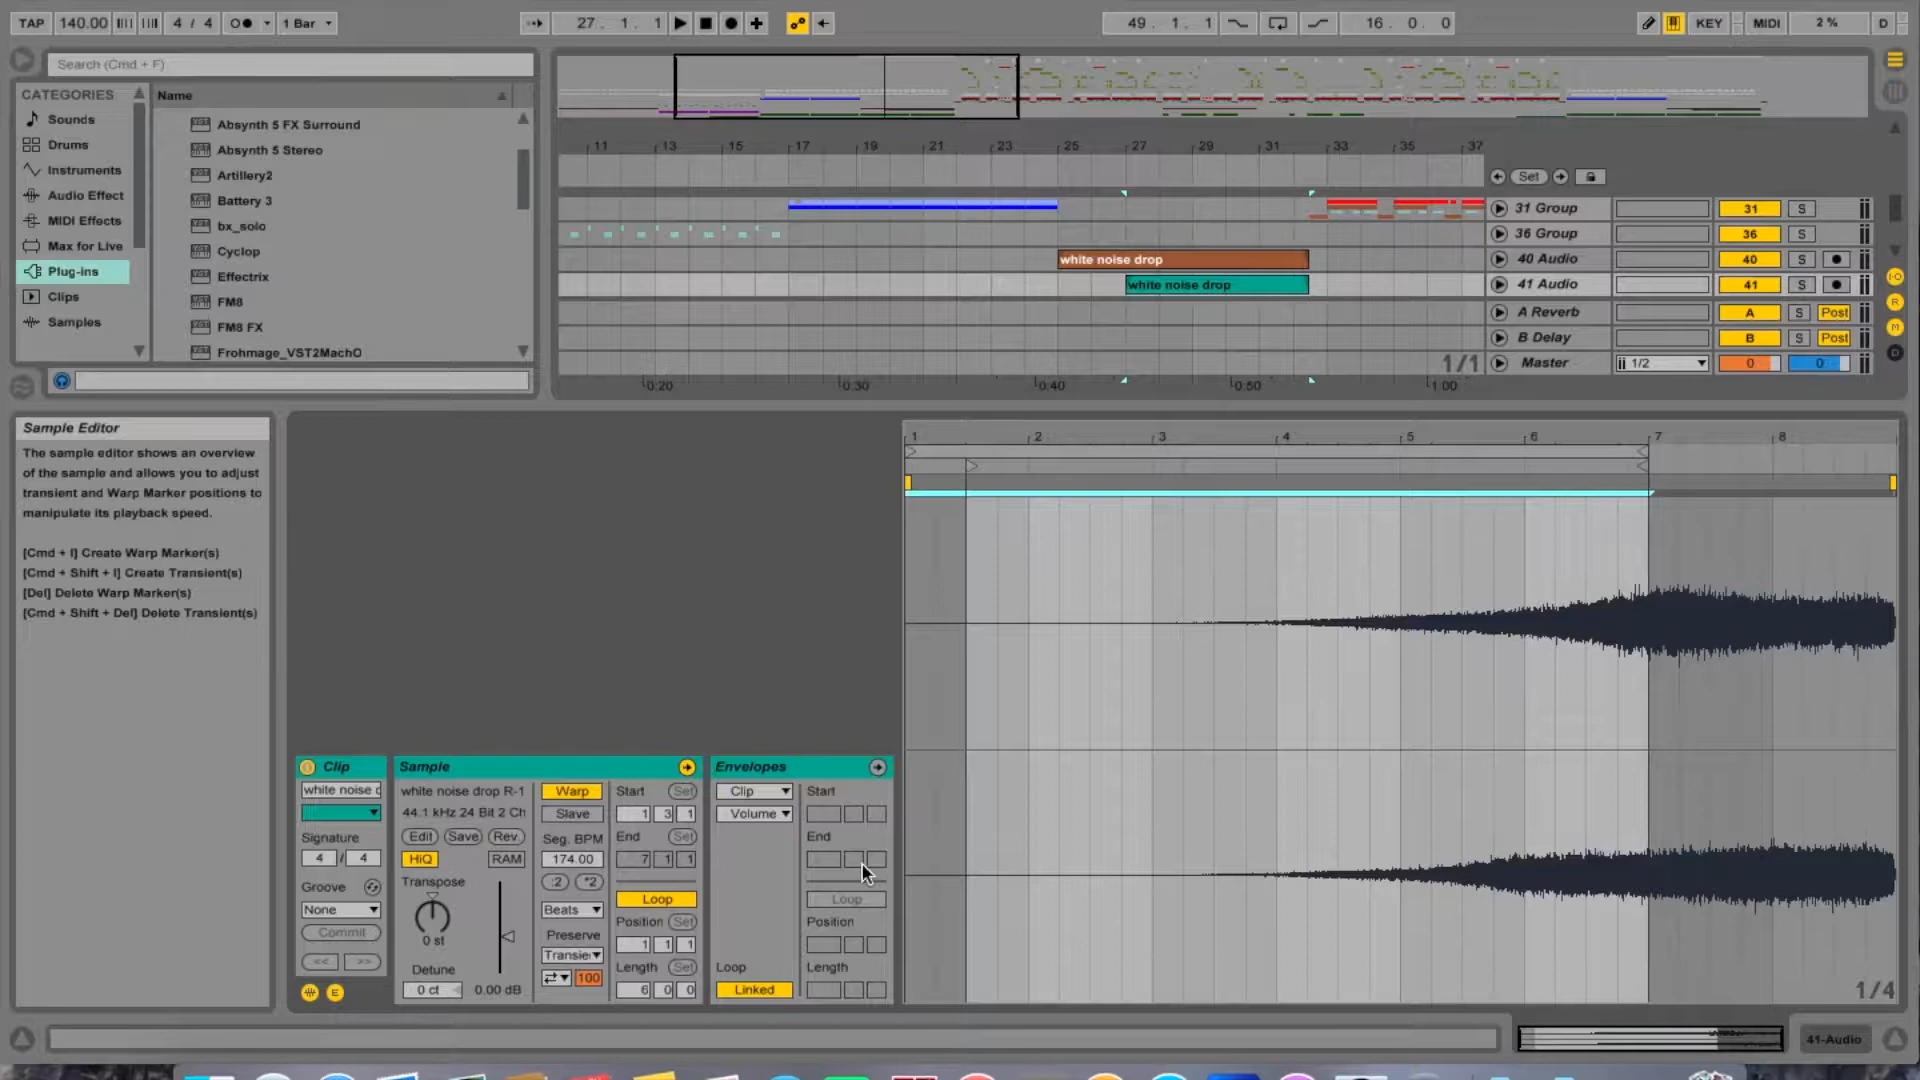 TAP 140.00 4 / 4 1 Bar 27. 1. 1 49. 1. 1 16. 0. 0 KEY MIDI 2 % D
Search (Cmd + F)
CATEGORIES
Sounds
Drums
Instruments
Audio Effect
MIDI Effects
Max for Live
Plug-ins
Clips
Samples
Name
Absynth 5 FX Surround
Absynth 5 Stereo
Artillery2
Battery 3
bx_solo
Cyclop
Effectrix
FM8
FM8 FX
Frohmage_VST2MachO
11 13 15 17 19 21 23 25 27 29 31 33 35 37
Set
31 Group 31 S
36 Group 36 S
white noise drop
40 Audio 40 S
white noise drop
41 Audio 41 S
A Reverb A S Post
B Delay B S Post
1/1 Master 1/2 0 0
0:20 0:30 0:40 0:50 1:00
R
M
D
Sample Editor
The sample editor shows an overview
of the sample and allows you to adjust
transient and Warp Marker positions to
manipulate its playback speed.
[Cmd + I] Create Warp Marker(s)
[Cmd + Shift + I] Create Transient(s)
[Del] Delete Warp Marker(s)
[Cmd + Shift + Del] Delete Transient(s)
1 2 3 4 5 6 7 8
1/4
Clip
white noise d
Signature
4 / 4
Groove
None
Commit
<< >>
E
Sample
white noise drop R-1
44.1 kHz 24 Bit 2 Ch
Edit Save Rev
HiQ RAM
Transpose
0 st
Detune
0 ct 0.00 dB
Warp
Slave
Seg. BPM
174.00
:2 *2
Beats
Preserve
Transie
100
Start Set
1 3 1
End Set
7 1 1
Loop
Position Set
1 1 1
Length Set
6 0 0
Envelopes
Clip
Volume
Loop
Linked
Start
End
Loop
Position
Length
41-Audio